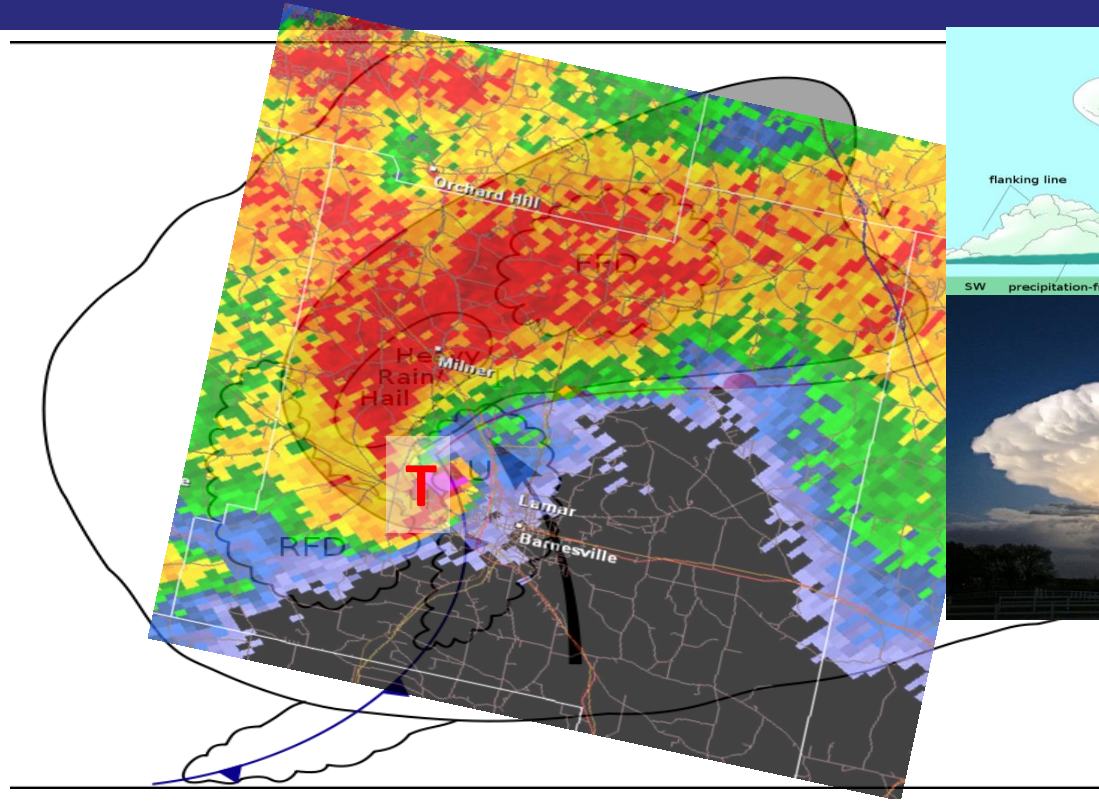 Orchard Hill
V
flanking line
FFD
SW
precipitation-f
Heavy
Milner
Rain
Hail
T
U
e
Lamar
Barnesville
RFD